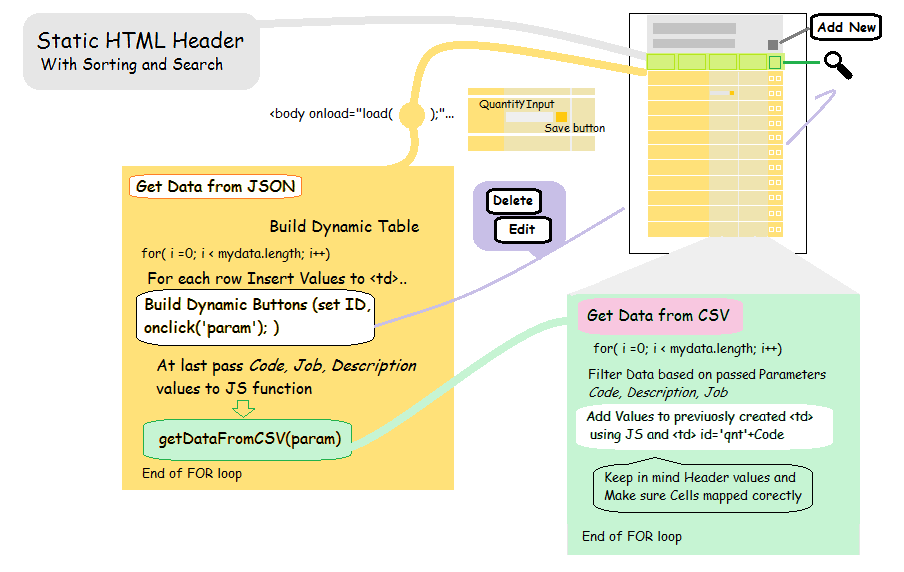 Static HTML Header
With Sorting and Search
Add New
<body onload="load( );"...
QuantitYInput
Save button
Get Data from JSON
Build Dynamic Table
for( i =0; i < mydata.length; i++)
For each row Insert Values to <td>..
Build Dynamic Buttons (set ID,
onclick('param'); )
At last pass Code, Job, Description
values to JS function
getDataFromCSV(param)
End of FOR loop
Delete
Edit
Get Data from CSV
for( i =0; i < mydata.length; i++)
Filter Data based on passed Parameters
Code, Description, Job
Add Values to previuosly created <td>
using JS and <td> id='qnt'+Code
Keep in mind Header values and
Make sure Cells mapped corectly
End of FOR loop